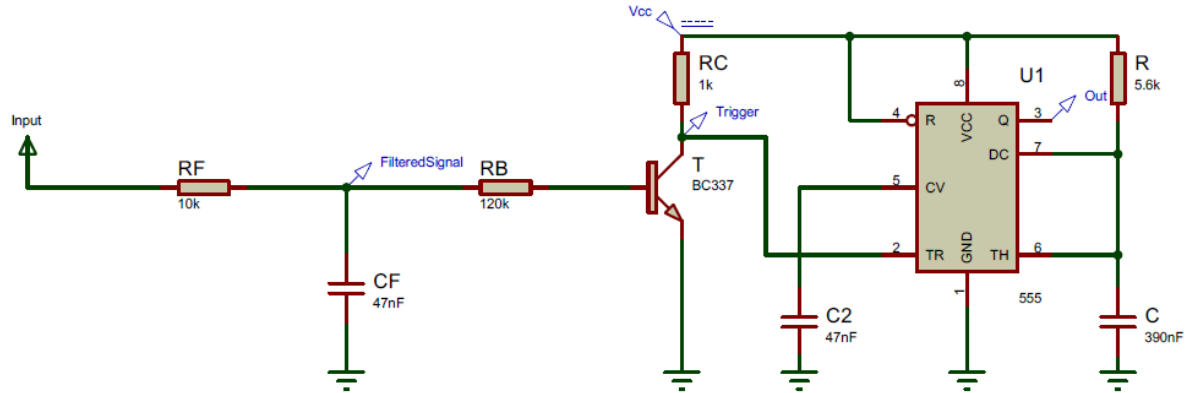 Vcc
RC
1k
Trigger
Input
RF
10k
FilteredSignal
RB
120k
T
BC337
CF
47nF
C2
47nF
U1
4
R
8
VCC
Q
3
Out
DC
7
5
CV
2
TR
GND
1
TH
6
555
R
5.6k
C
390nF